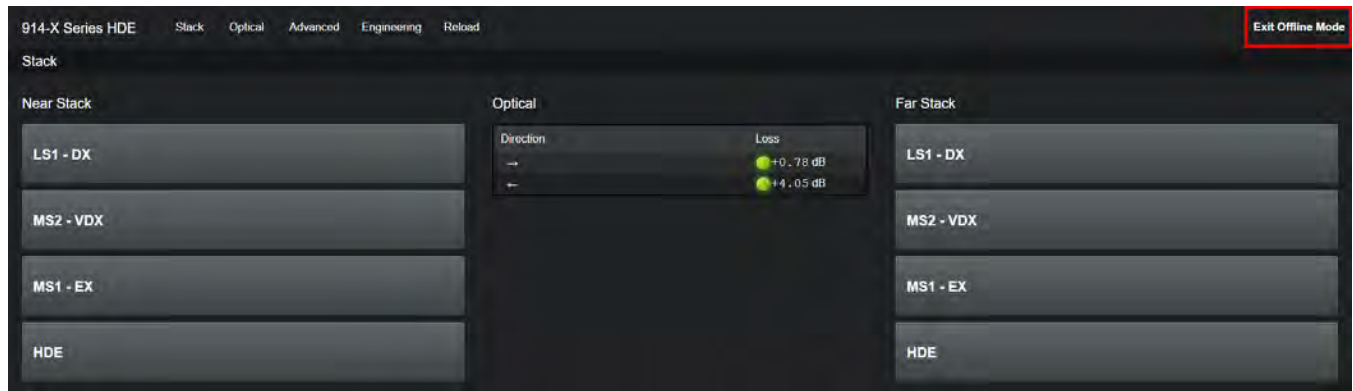 914-X Series HDE Stack Optical Advanced Engineering Reload Exit Offline Mode
Stack
Near Stack
LS1 - DX
MS2 - VDX
MS1 - EX
HDE
Optical
Direction Loss
→ +0.78 dB
← +4.05 dB
Far Stack
LS1 - DX
MS2 - VDX
MS1 - EX
HDE